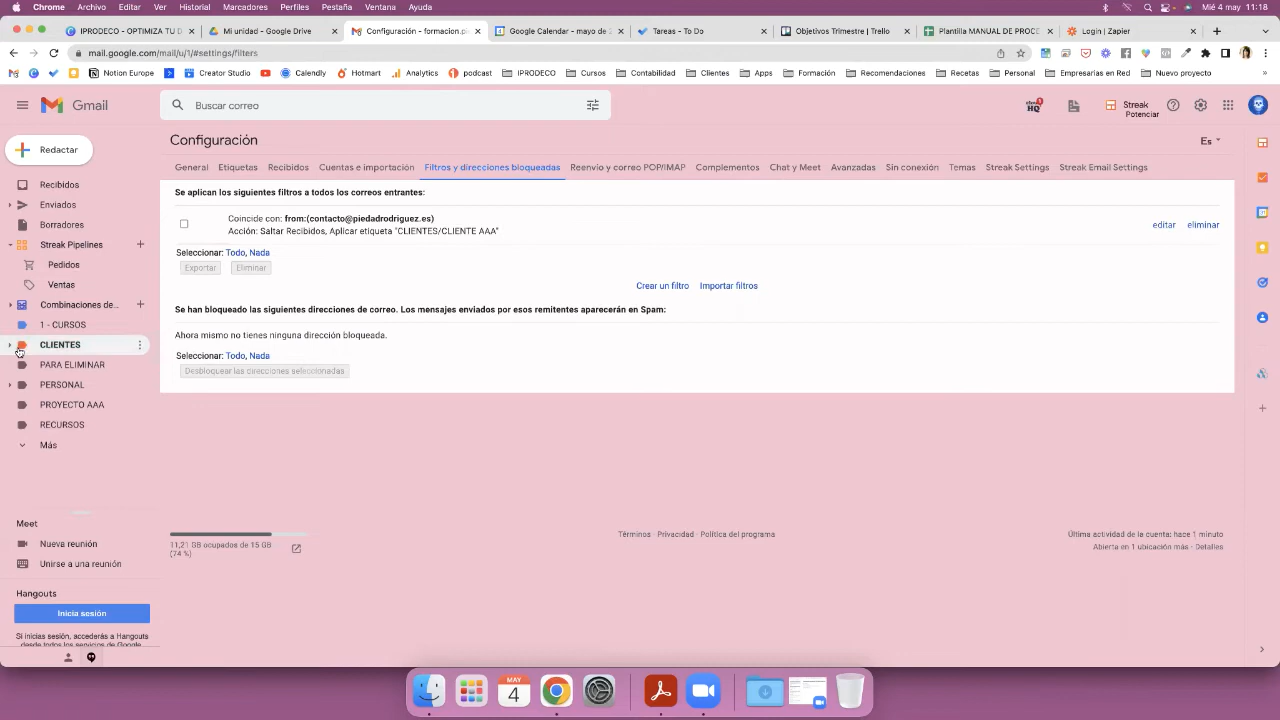 Chrome Archivo Editar Ver Historial Marcadores Perfiles Pestaña Ventana Ayuda
Mié 4 may 11:18
IPRODECO - OPTIMIZA TU D
Mi unidad - Google Drive
Configuración - formacion.pi
Google Calendar - mayo de 2
Tareas - To Do
Objetivos Trimestre | Trello
Plantilla MANUAL DE PROCE
Login | Zapier
mail.google.com/mail/u/1/#settings/filters
Notion Europe
Creator Studio
Calendly
Hotmart
Analytics
podcast
IPRODECO
Cursos
Contabilidad
Clientes
Apps
Formación
Recomendaciones
Recetas
Personal
Empresarias en Red
Nuevo proyecto
»
Gmail
Buscar correo
HQ
Streak
Potenciar
Redactar
Recibidos
Enviados
Borradores
Streak Pipelines
Pedidos
Ventas
Combinaciones de...
1 - CURSOS
CLIENTES
PARA ELIMINAR
PERSONAL
PROYECTO AAA
RECURSOS
Más
Meet
Nueva reunión
Unirse a una reunión
Hangouts
Inicia sesión
Si inicias sesión, accederás a Hangouts
desde todos los servicios de Google
Configuración
Es
General Etiquetas Recibidos Cuentas e importación Filtros y direcciones bloqueadas Reenvío y correo POP/IMAP Complementos Chat y Meet Avanzadas Sin conexión Temas Streak Settings Streak Email Settings
Se aplican los siguientes filtros a todos los correos entrantes:
Coincide con: from:(contacto@piedadrodriguez.es)
Acción: Saltar Recibidos, Aplicar etiqueta "CLIENTES/CLIENTE AAA"
editar eliminar
Seleccionar: Todo, Nada
Exportar Eliminar
Crear un filtro Importar filtros
Se han bloqueado las siguientes direcciones de correo. Los mensajes enviados por esos remitentes aparecerán en Spam:
Ahora mismo no tienes ninguna dirección bloqueada.
Seleccionar: Todo, Nada
Desbloquear las direcciones seleccionadas
11,21 GB ocupados de 15 GB
(74 %)
Términos · Privacidad · Política del programa
Última actividad de la cuenta: hace 1 minuto
Abierta en 1 ubicación más · Detalles
MAY
4